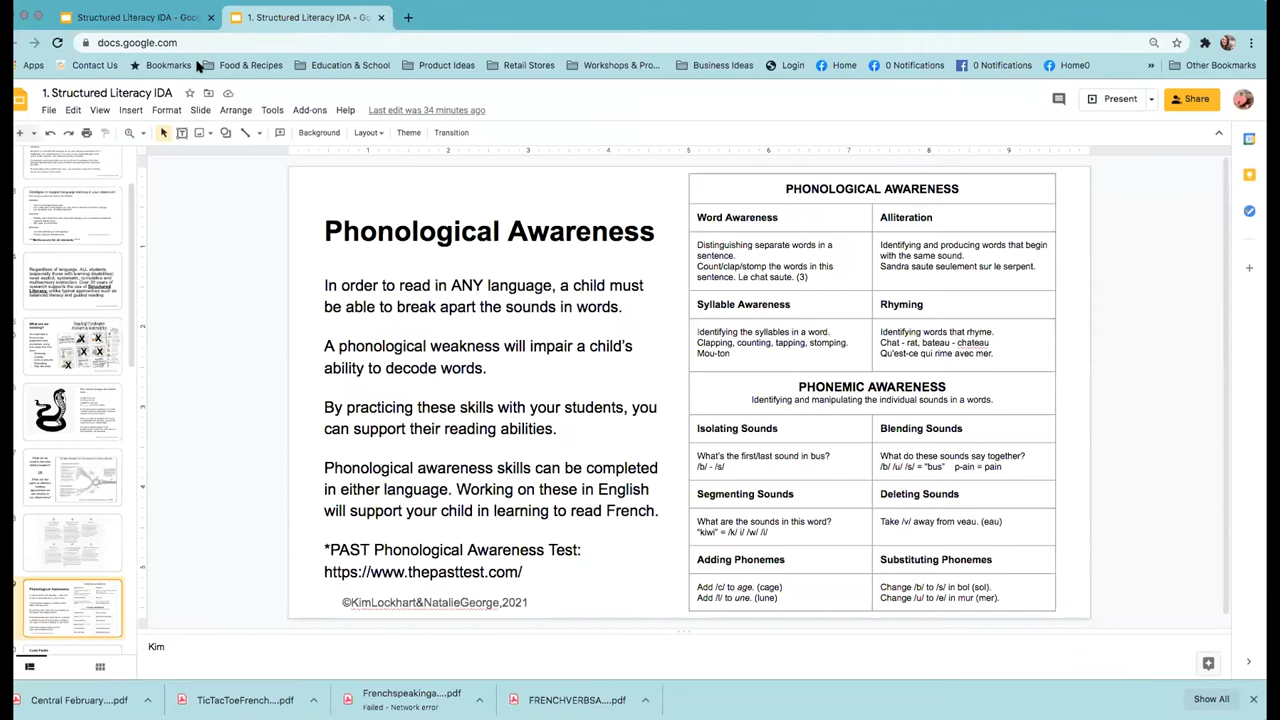 Structured Literacy IDA - Goog
1. Structured Literacy IDA - Go
docs.google.com
Apps
Contact Us
Bookmarks
Food & Recipes
Education & School
Product Ideas
Retail Stores
Workshops & Pro...
Business Ideas
Login
Home
0 Notifications
0 Notifications
Home0
»
Other Bookmarks
1. Structured Literacy IDA
File Edit View Insert Format Slide Arrange Tools Add-ons Help Last edit was 34 minutes ago
Present
Share
Background Layout Theme Transition
1 2 3 4 5 6 7 8 9
Phonological Awareness
In order to read in ANY language, a child must
be able to break apart the sounds in words.
A phonological weakness will impair a child's
ability to decode words.
By practicing these skills with your students, you
can support their reading abilities.
Phonological awareness skills can be completed
in either language. Working on these in English
will support your child in learning to read French.
*PAST Phonological Awareness Test:
https://www.thepasttest.com/
PHONOLOGICAL AWARENESS
Word Awareness
Alliteration
Distinguishing separate words in a
sentence.
Count/clap/stomp the words in this
sentence. Le chat saute. (3)
Identifying and producing words that begin
with the same sound.
Sandra saute seulement sur le serpent.
Syllable Awareness
Rhyming
Identifying the syllables in a word.
Clapping, counting, tapping, stomping.
Mou-ton
Identifying words that rhyme.
Chat - rat, bateau - chateau
Qu'est-ce qui rime avec mer.
PHONEMIC AWARENESS
Identifying manipulating the individual sounds in a words.
Isolating Sounds
Blending Sounds
What's the first/last sound in bus?
/b/ - /s/
What do these sounds say together?
/b/ /u/ /s/ = "bus" p-ain = pain
Segmenting Sounds
Deleting Sounds
What are the sounds in this word?
"kiwi" = /k/ i/ /w/ /i/
Take /v/ away from veau. (eau)
Adding Phonemes
Substituting Phonemes
Add /c/ to age. (cage)
Add /l/ to une. (lune)
Change /r/ to /s/ in rol (sol).
Change /u/ to /e/ in mur (mer).
Kim
Central February....pdf
TicTacToeFrench....pdf
Frenchspeakinga....pdf
Failed - Network error
FRENCHVERBSA....pdf
Show All